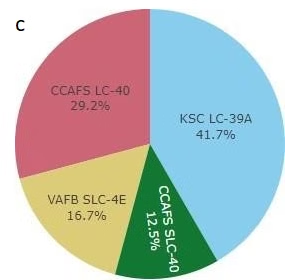 C
KSC LC-39A
41.7%
CCAFS SLC-40
12.5%
VAFB SLC-4E
16.7%
CCAFS LC-40
29.2%